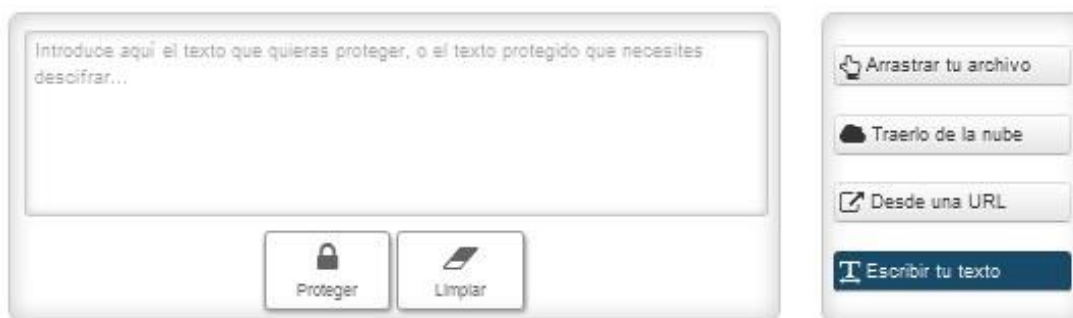 Introduce aquí el texto que quieras proteger, o el texto protegido que necesites
descifrar...
Proteger
Limpiar
Arrastrar tu archivo
Traerlo de la nube
Desde una URL
Escribir tu texto